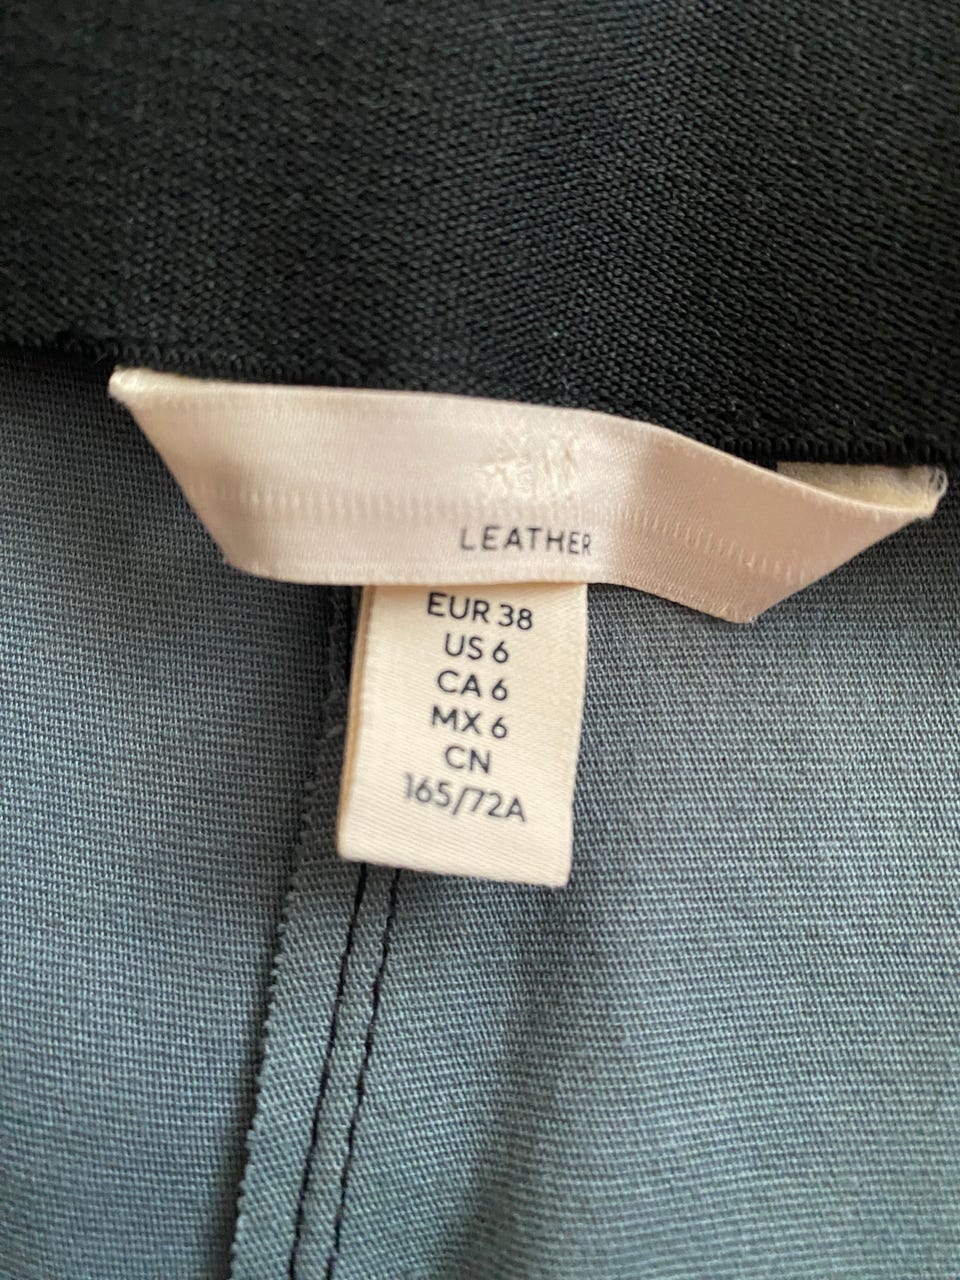 LEATHER
EUR 38
US 6
CA 6
MX 6
CN
165/72A